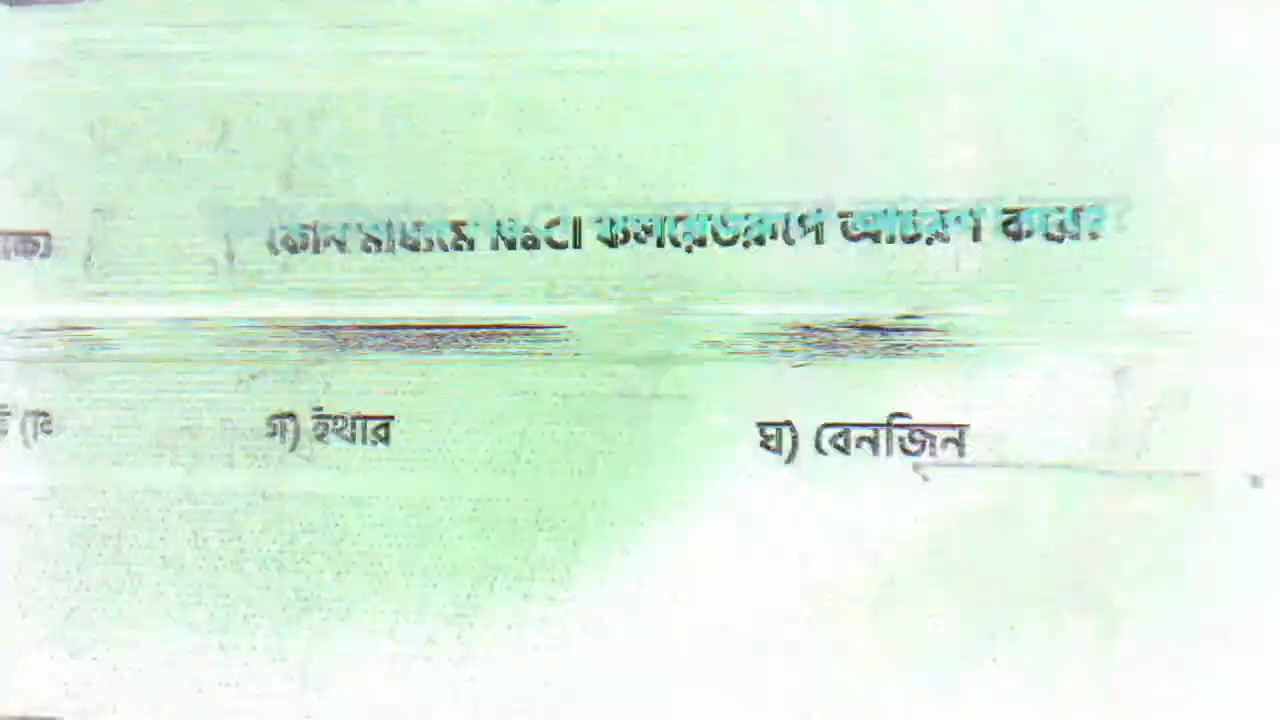 কোন মাধ্যমে NaCl কলয়েডরূপে আচরণ করে?
গ) ইথার
ঘ) বেনজিন